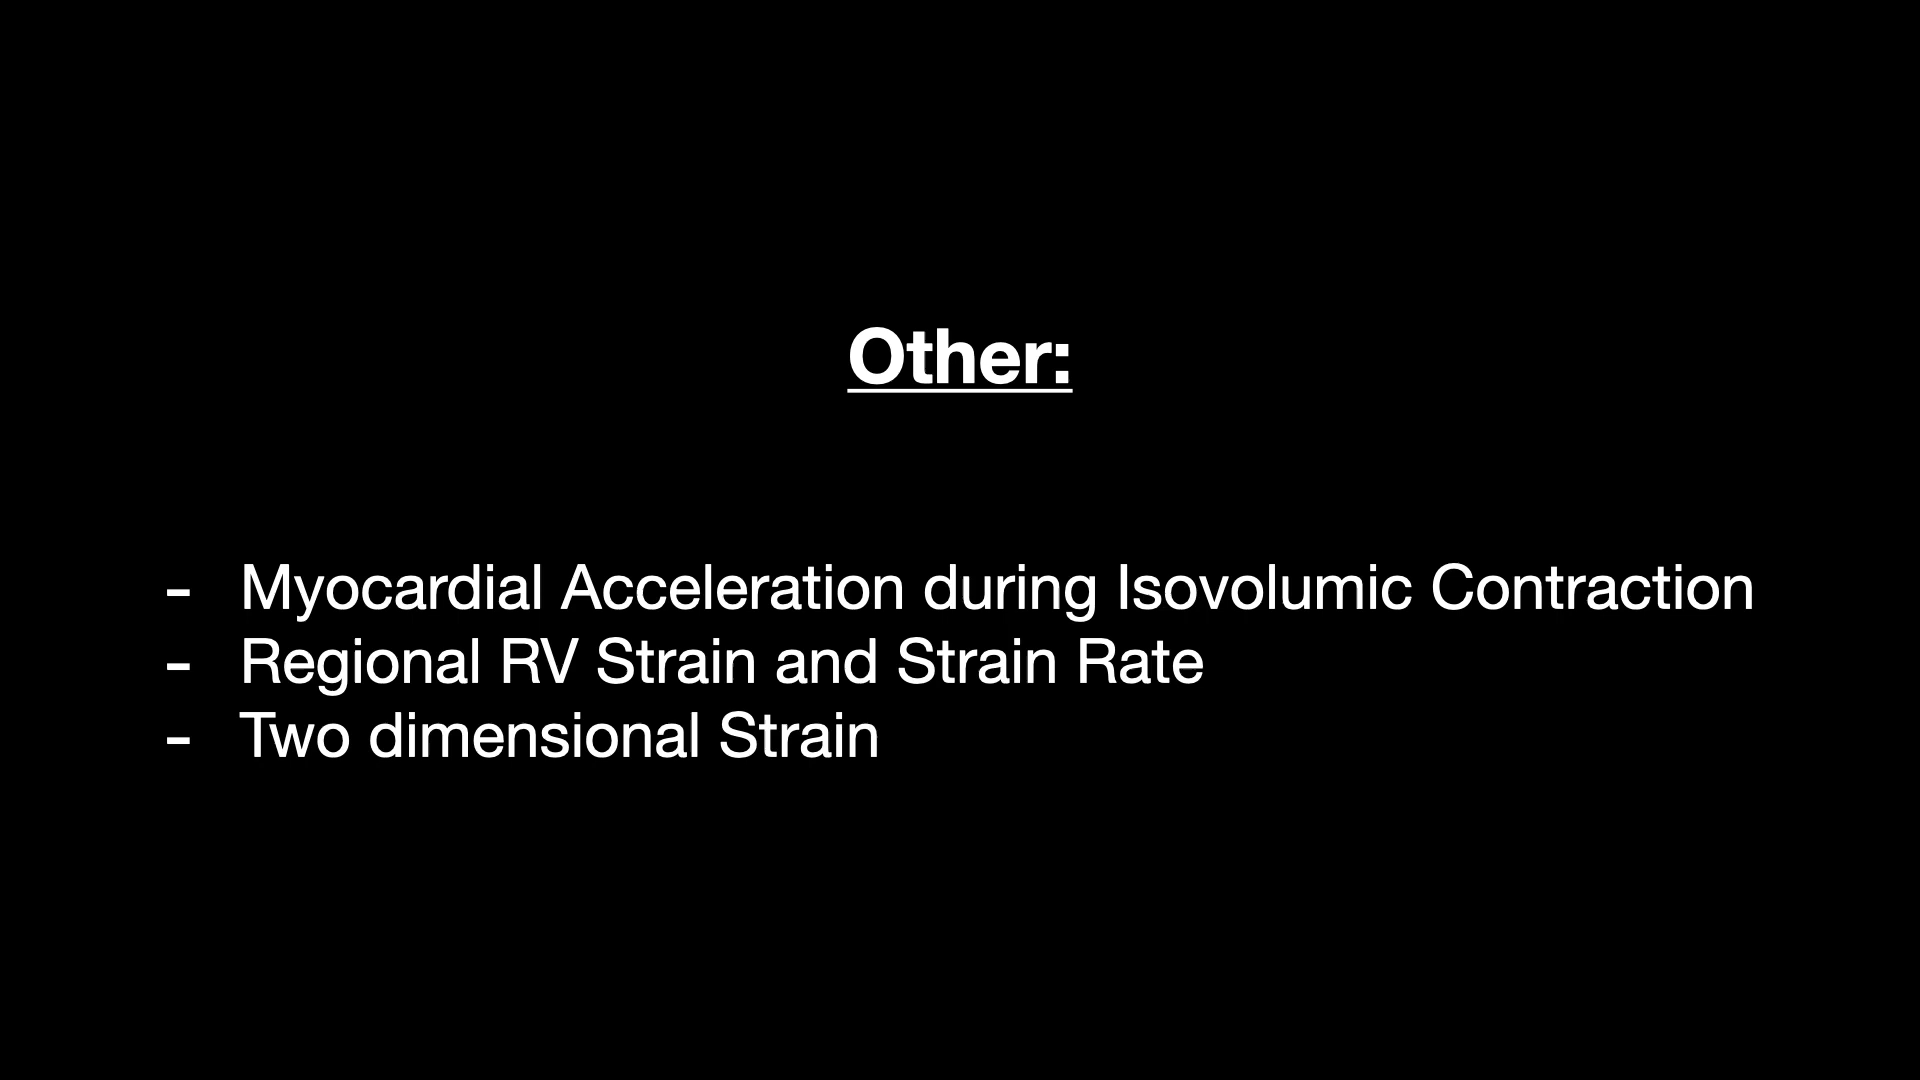 Other:
- Myocardial Acceleration during Isovolumic Contraction
- Regional RV Strain and Strain Rate
- Two dimensional Strain